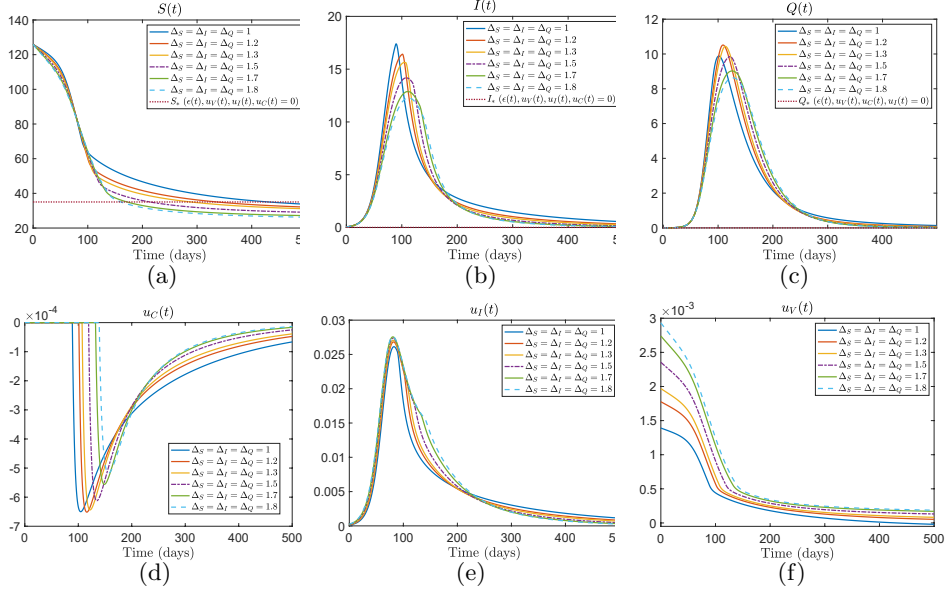 S(t)
140
120
100
80
60
40
20
0 100 200 300 400 50
Time (days)
Δ_S = Δ_I = Δ_Q = 1
Δ_S = Δ_I = Δ_Q = 1.2
Δ_S = Δ_I = Δ_Q = 1.3
Δ_S = Δ_I = Δ_Q = 1.5
Δ_S = Δ_I = Δ_Q = 1.7
Δ_S = Δ_I = Δ_Q = 1.8
S_* (ϵ(t), u_V(t), u_I(t), u_C(t) = 0)
(a)
I(t)
20
15
10
5
0
0 100 200 300 400 50
Time (days)
Δ_S = Δ_I = Δ_Q = 1
Δ_S = Δ_I = Δ_Q = 1.2
Δ_S = Δ_I = Δ_Q = 1.3
Δ_S = Δ_I = Δ_Q = 1.5
Δ_S = Δ_I = Δ_Q = 1.7
Δ_S = Δ_I = Δ_Q = 1.8
I_* (ϵ(t), u_V(t), u_I(t), u_C(t) = 0)
(b)
Q(t)
12
10
8
6
4
2
0
0 100 200 300 400
Time (days)
Δ_S = Δ_I = Δ_Q = 1
Δ_S = Δ_I = Δ_Q = 1.2
Δ_S = Δ_I = Δ_Q = 1.3
Δ_S = Δ_I = Δ_Q = 1.5
Δ_S = Δ_I = Δ_Q = 1.7
Δ_S = Δ_I = Δ_Q = 1.8
Q_* (ϵ(t), u_V(t), u_C(t), u_I(t) = 0)
(c)
u_C(t)
×10^-4
0
-1
-2
-3
-4
-5
-6
-7
0 100 200 300 400 500
Time (days)
Δ_S = Δ_I = Δ_Q = 1
Δ_S = Δ_I = Δ_Q = 1.2
Δ_S = Δ_I = Δ_Q = 1.3
Δ_S = Δ_I = Δ_Q = 1.5
Δ_S = Δ_I = Δ_Q = 1.7
Δ_S = Δ_I = Δ_Q = 1.8
(d)
u_I(t)
0.03
0.025
0.02
0.015
0.01
0.005
0
0 100 200 300 400 500
Time (days)
Δ_S = Δ_I = Δ_Q = 1
Δ_S = Δ_I = Δ_Q = 1.2
Δ_S = Δ_I = Δ_Q = 1.3
Δ_S = Δ_I = Δ_Q = 1.5
Δ_S = Δ_I = Δ_Q = 1.7
Δ_S = Δ_I = Δ_Q = 1.8
(e)
u_V(t)
×10^-3
3
2.5
2
1.5
1
0.5
0
0 100 200 300 400 500
Time (days)
Δ_S = Δ_I = Δ_Q = 1
Δ_S = Δ_I = Δ_Q = 1.2
Δ_S = Δ_I = Δ_Q = 1.3
Δ_S = Δ_I = Δ_Q = 1.5
Δ_S = Δ_I = Δ_Q = 1.7
Δ_S = Δ_I = Δ_Q = 1.8
(f)